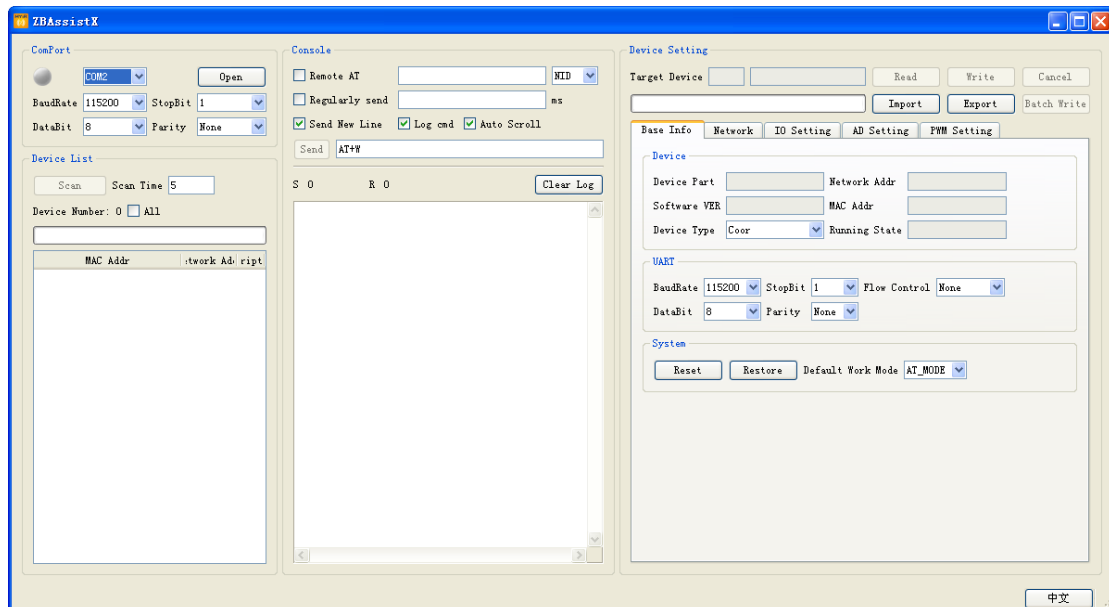 ZBAssistX
ComPort
COM2 Open
BaudRate 115200 StopBit 1
DataBit 8 Parity None
Device List
Scan Scan Time 5
Device Number: 0 All
MAC Addr :twork Ad ript
Console
Remote AT NID
Regularly send ms
Send New Line Log cmd Auto Scroll
Send AT+W
S 0 R 0 Clear Log
Device Setting
Target Device Read Write Cancel
Import Export Batch Write
Base Info Network IO Setting AD Setting PWM Setting
Device
Device Part Network Addr
Software VER MAC Addr
Device Type Coor Running State
UART
BaudRate 115200 StopBit 1 Flow Control None
DataBit 8 Parity None
System
Reset Restore Default Work Mode AT_MODE
中文